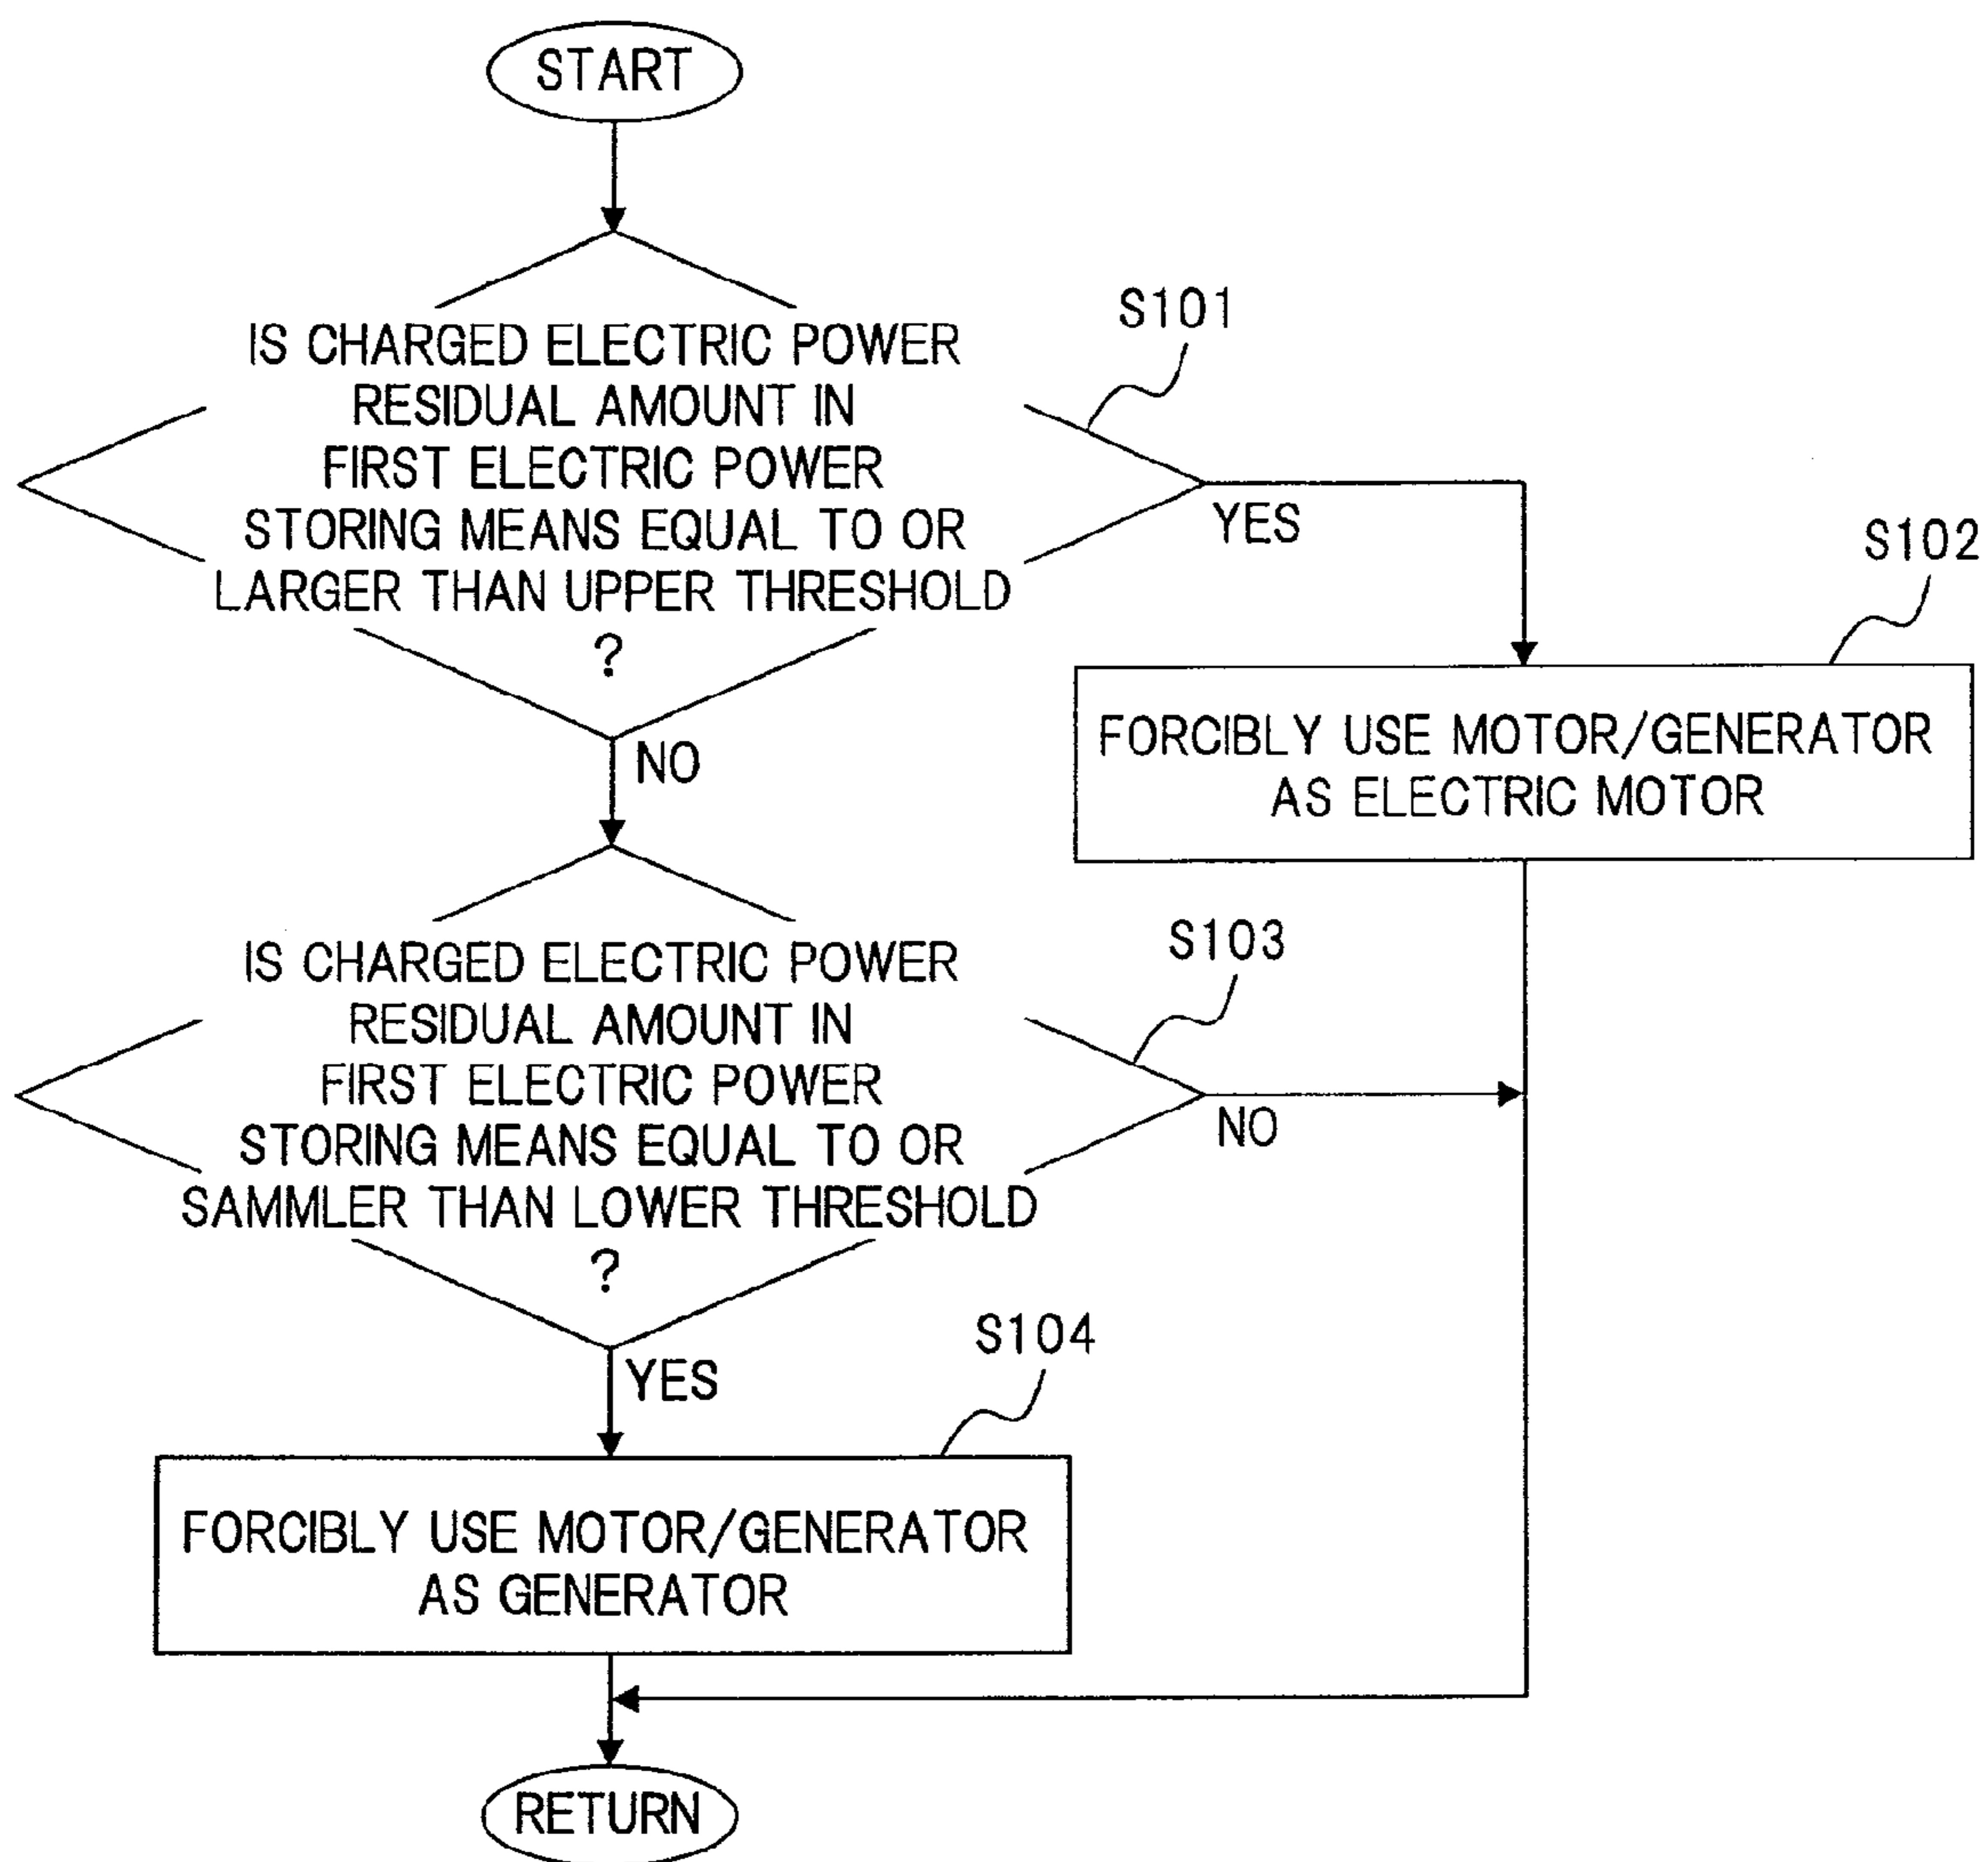 START
S101
IS CHARGED ELECTRIC POWER
RESIDUAL AMOUNT IN
FIRST ELECTRIC POWER
STORING MEANS EQUAL TO OR
LARGER THAN UPPER THRESHOLD
?
YES
NO
S102
FORCIBLY USE MOTOR/GENERATOR
AS ELECTRIC MOTOR
S103
IS CHARGED ELECTRIC POWER
RESIDUAL AMOUNT IN
FIRST ELECTRIC POWER
STORING MEANS EQUAL TO OR
SAMMLER THAN LOWER THRESHOLD
?
NO
YES
S104
FORCIBLY USE MOTOR/GENERATOR
AS GENERATOR
RETURN